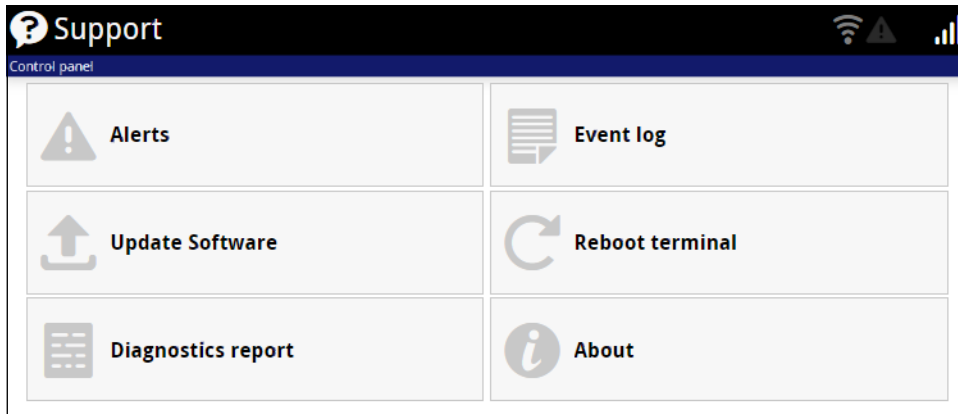 Support
Control panel
Alerts
Event log
Update Software
Reboot terminal
Diagnostics report
About